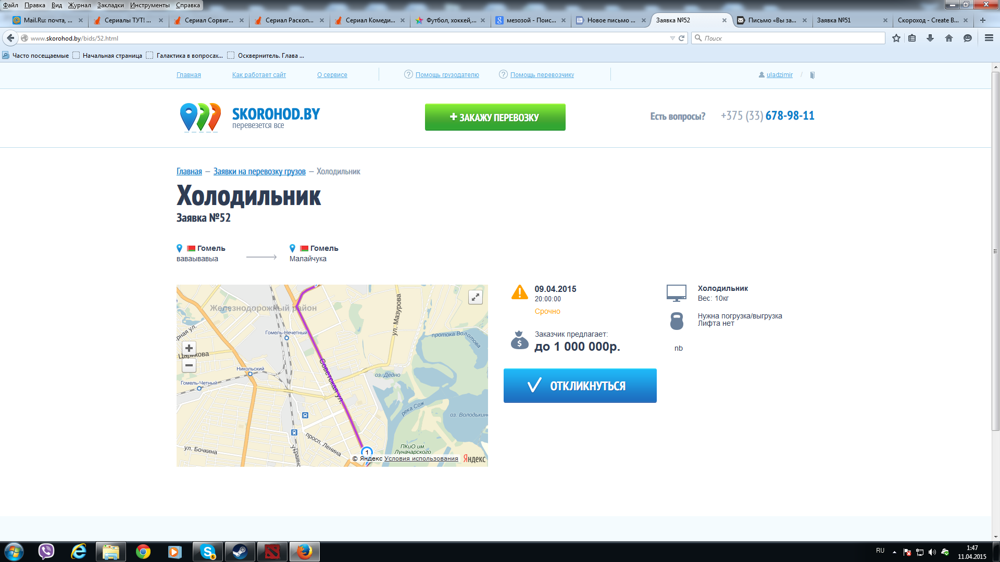 Файл Правка Вид Журнал Закладки Инструменты Справка
Mail.Ru: почта, ... Сериалы ТУТ! ... Сериал Сорвиг... Сериал Раскоп... Сериал Комеди... Футбол, хоккей,... мезозой - Поис... Новое письмо ... Заявка №52 Письмо «Вы за... Заявка №51 Скороход - Create B...
www.skorohod.by/bids/52.html Поиск
Часто посещаемые Начальная страница Галактика в вопросах... Осквернитель. Глава ...
Главная Как работает сайт О сервисе ? Помощь грузодателю ? Помощь перевозчику uladzimir /
SKOROHOD.BY
перевезется все
+ ЗАКАЖУ ПЕРЕВОЗКУ
Есть вопросы? +375 (33) 678-98-11
Главная — Заявки на перевозку грузов — Холодильник
Холодильник
Заявка №52
Гомель
ваваывавыа
Гомель
Малайчука
Железнодорожный район
ул. Мазурова
Гомель-Нечетный
протока Волотова
рная ул.
Царикова
Никольский
Советская ул.
оз. Дедно
Гомель-Четный
река Сож
оз. Володькино
просп. Ленина
ул. Бочкина
Украинс
ПКиО им.
Луначарского
1
© Яндекс Условия использования Яндекс
09.04.2015
20:00:00
Срочно
Заказчик предлагает:
до 1 000 000р.
ОТКЛИКНУТЬСЯ
Холодильник
Вес: 10кг
Нужна погрузка/выгрузка
Лифта нет
nb
RU
1:47
11.04.2015